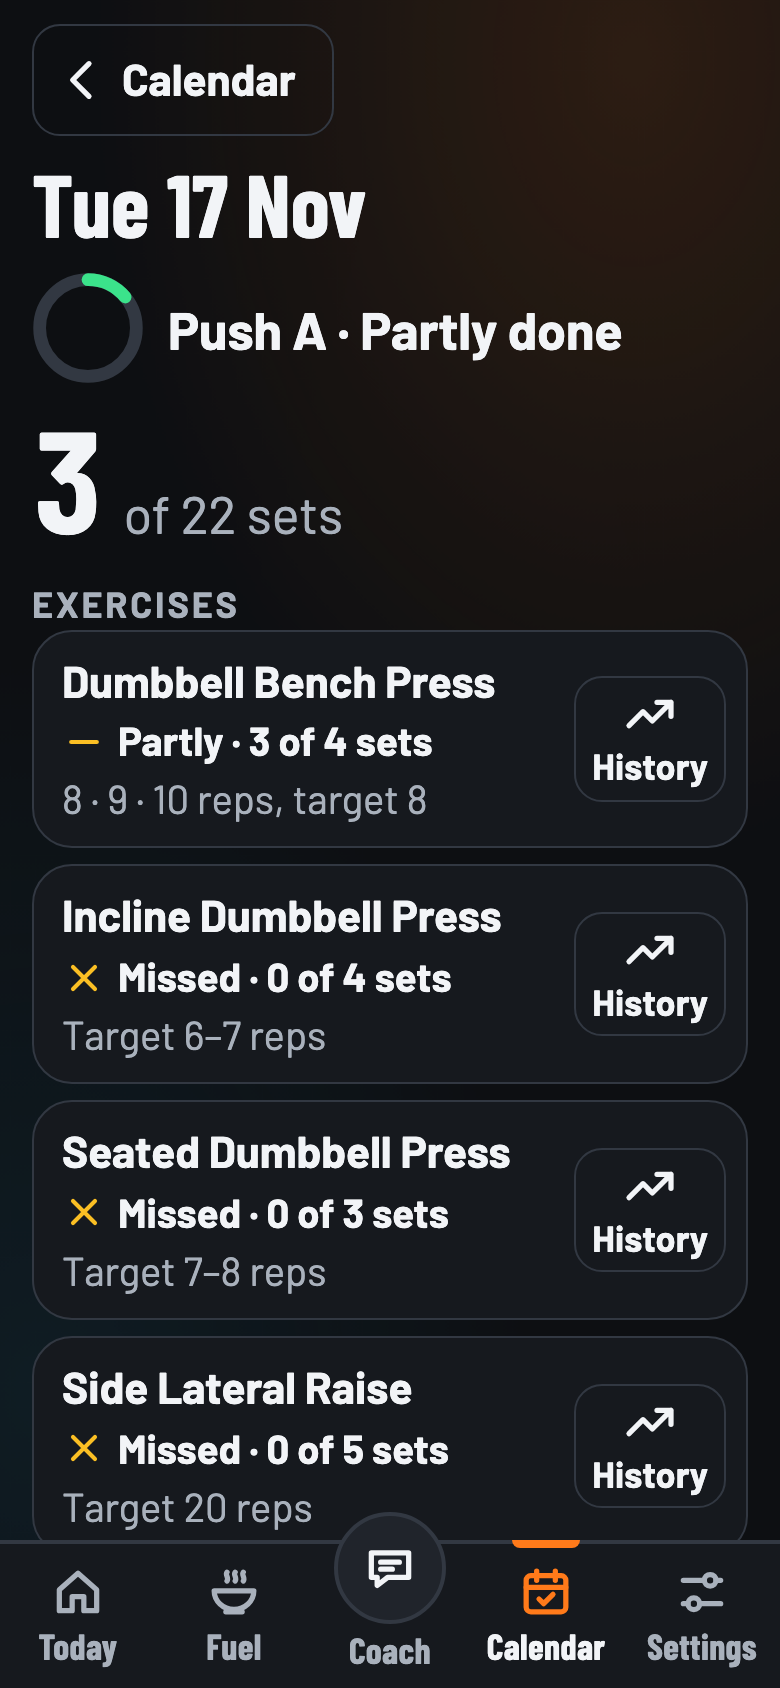 Calendar
Tue 17 Nov
Push A · Partly done
3 of 22 sets
EXERCISES
Dumbbell Bench Press
Partly · 3 of 4 sets
8 · 9 · 10 reps, target 8
History
Incline Dumbbell Press
Missed · 0 of 4 sets
Target 6–7 reps
History
Seated Dumbbell Press
Missed · 0 of 3 sets
Target 7–8 reps
History
Side Lateral Raise
Missed · 0 of 5 sets
Target 20 reps
History
Today
Fuel
Coach
Calendar
Settings